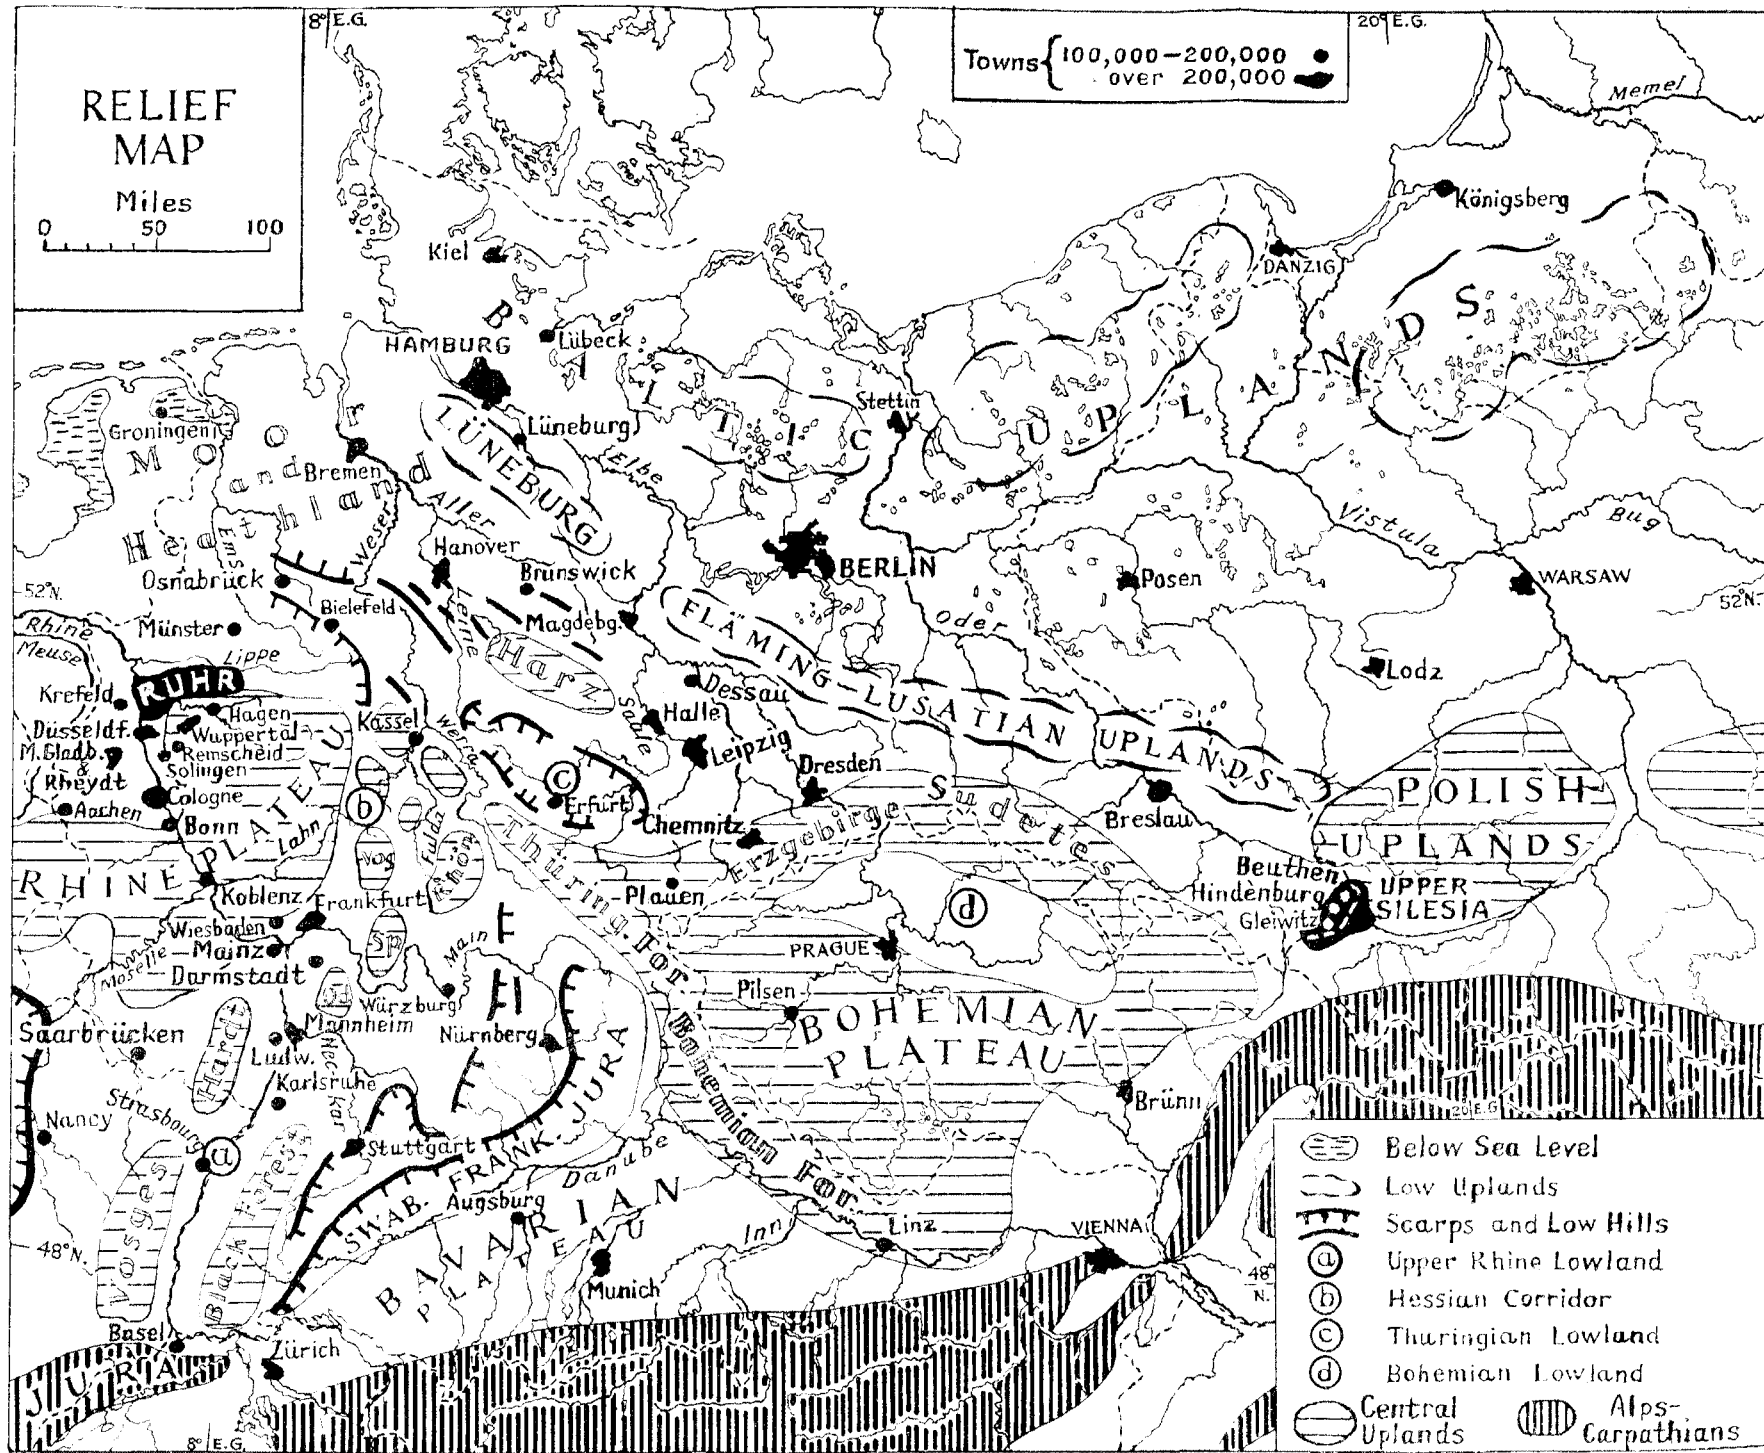 8° E.G.
20° E.G.
RELIEF
MAP
Miles
0 50 100
Towns { 100,000–200,000
over 200,000
Memel
Königsberg
Kiel
DANZIG
BALTIC UPLANDS
HAMBURG
Lübeck
Stettin
Groningen
Lüneburg
LÜNEBURG
Elbe
Moor
and
Heathland
Bremen
Aller
Weser
Ems
Vistula
Bug
Hanover
Brunswick
BERLIN
Posen
WARSAW
Osnabrück
52° N.
52° N.
Bielefeld
Leine
Magdebg.
FLÄMING–LUSATIAN UPLANDS
Oder
Rhine
Meuse
Münster
Lippe
Harz
Lodz
Krefeld
RUHR
Dessau
Halle
Saale
Düsseldf.
Hagen
Wuppertal
Kassel
Werra
M.Gladb.
&
Rheydt
Remscheid
Solingen
Leipzig
Dresden
POLISH
UPLANDS
Cologne
b
c
Erfurt
Aachen
Bonn
Lahn
Fulda
Chemnitz
Erzgebirge
Sudetes
Breslau
RHINE PLATEAU
Vog
Rhön
Thüring. For.
Koblenz
Frankfurt
Plauen
d
Beuthen
Hindenburg
Gleiwitz
UPPER
SILESIA
Wiesbaden
Mainz
Sp
Main
PRAGUE
Moselle
Darmstadt
Würzburg
Pilsen
BOHEMIAN
PLATEAU
Saarbrücken
Mannheim
Nürnberg
Hardt
Ludw.
Neckar
Karlsruhe
Bohemian For.
Brünn
20° E.G.
Nancy
Strasbourg
a
Stuttgart
SWAB. FRANK. JURA
Danube
Augsburg
BAVARIAN
PLATEAU
Vosges
Black Forest
Inn
Linz
VIENNA
48° N.
48°
N.
Munich
Basel
Zürich
JURA
8° E.G.
Below Sea Level
Low Uplands
Scarps and Low Hills
a Upper Rhine Lowland
b Hessian Corridor
c Thuringian Lowland
d Bohemian Lowland
Central
Uplands
Alps–
Carpathians